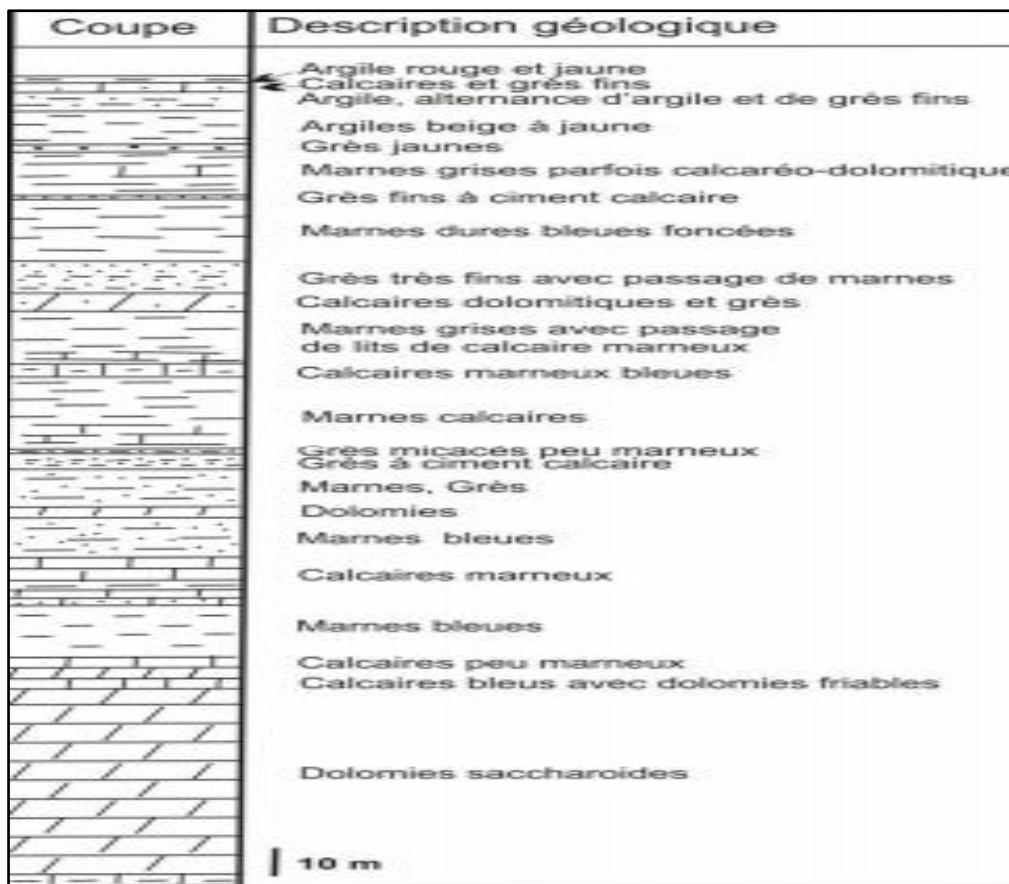 Coupe
Description géologique
Argile rouge et jaune
Calcaires et grès fins
Argile, alternance d'argile et de grès fins
Argiles beige à jaune
Grès jaunes
Marnes grises parfois calcaréo-dolomitique
Grès fins à ciment calcaire
Marnes dures bleues foncées
Grès très fins avec passage de marnes
Calcaires dolomitiques et grès
Marnes grises avec passage
de lits de calcaire marneux
Calcaires marneux bleues
Marnes calcaires
Grès micacés peu marneux
Grès à ciment calcaire
Marnes, Grès
Dolomies
Marnes bleues
Calcaires marneux
Marnes bleues
Calcaires peu marneux
Calcaires bleus avec dolomies friables
Dolomies saccharoides
10 m